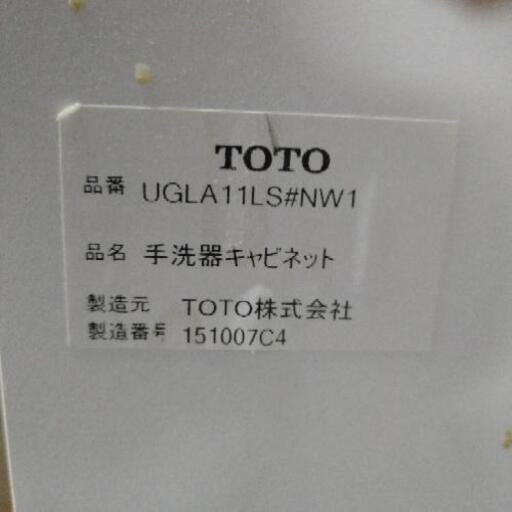 TOTO
品番 UGLA11LS#NW1
品名 手洗器キャビネット
製造元 TOTO株式会社
製造番号 151007C4